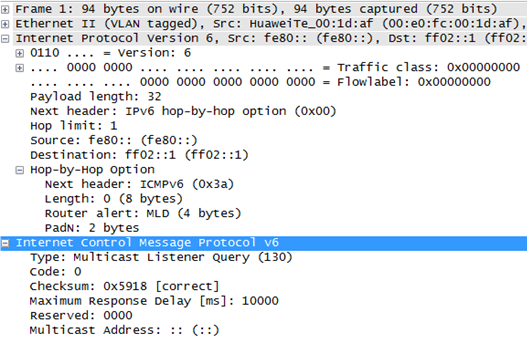 Frame 1: 94 bytes on wire (752 bits), 94 bytes captured (752 bits)
Ethernet II (VLAN tagged), Src: HuaweiTe_00:1d:af (00:e0:fc:00:1d:af),
Internet Protocol Version 6, Src: fe80:: (fe80::), Dst: ff02::1 (ff02:
0110 .... = Version: 6
.... 0000 0000 .... .... .... .... .... = Traffic class: 0x00000000
.... .... .... 0000 0000 0000 0000 0000 = Flowlabel: 0x00000000
Payload length: 32
Next header: IPv6 hop-by-hop option (0x00)
Hop limit: 1
Source: fe80:: (fe80::)
Destination: ff02::1 (ff02::1)
Hop-by-Hop Option
Next header: ICMPv6 (0x3a)
Length: 0 (8 bytes)
Router alert: MLD (4 bytes)
PadN: 2 bytes
Internet Control Message Protocol v6
Type: Multicast Listener Query (130)
Code: 0
Checksum: 0x5918 [correct]
Maximum Response Delay [ms]: 10000
Reserved: 0000
Multicast Address: :: (::)